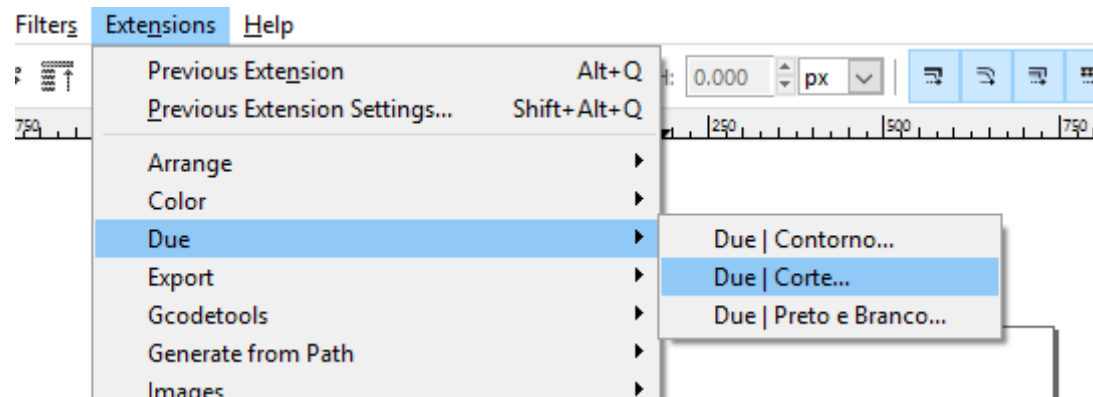 Filters Extensions Help
Previous Extension Alt+Q
H: 0.000 px
Previous Extension Settings... Shift+Alt+Q
750 250 500 750
Arrange
Color
Due Due | Contorno...
Export Due | Corte...
Gcodetools Due | Preto e Branco...
Generate from Path
Images